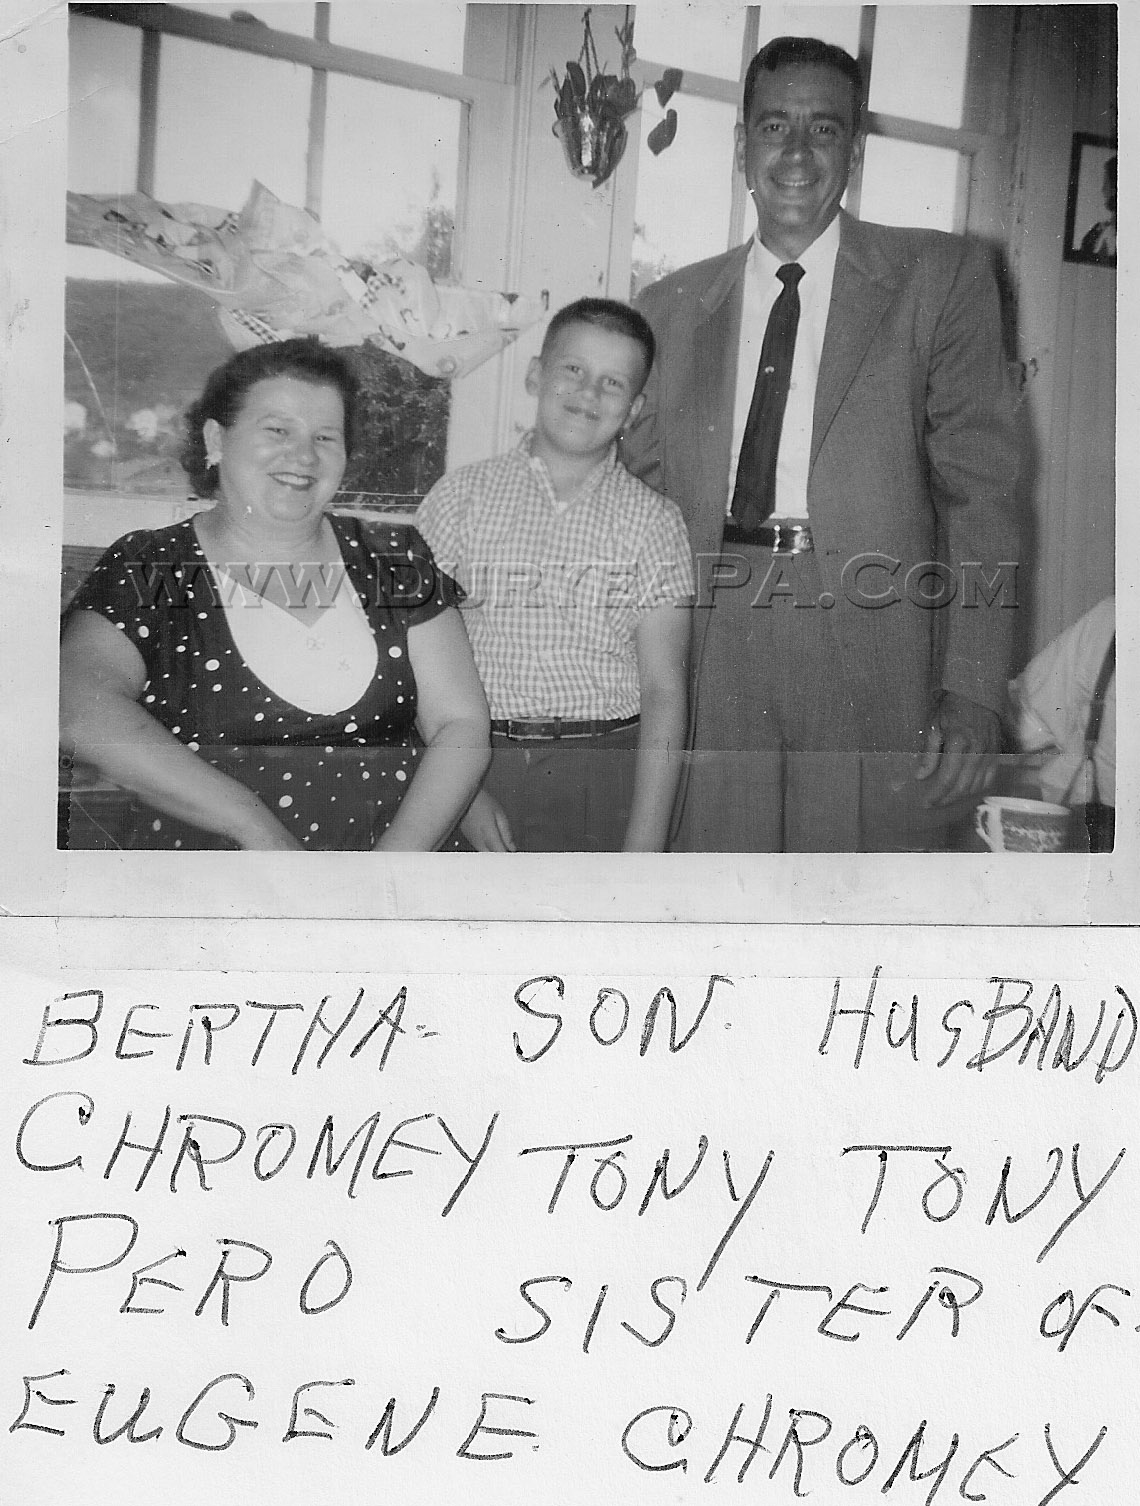 www.DuryeaPA.Com
BERTHA- SON. HUSBAND
CHROMEY TONY TONY
PERO SISTER OF.
EUGENE CHROMEY